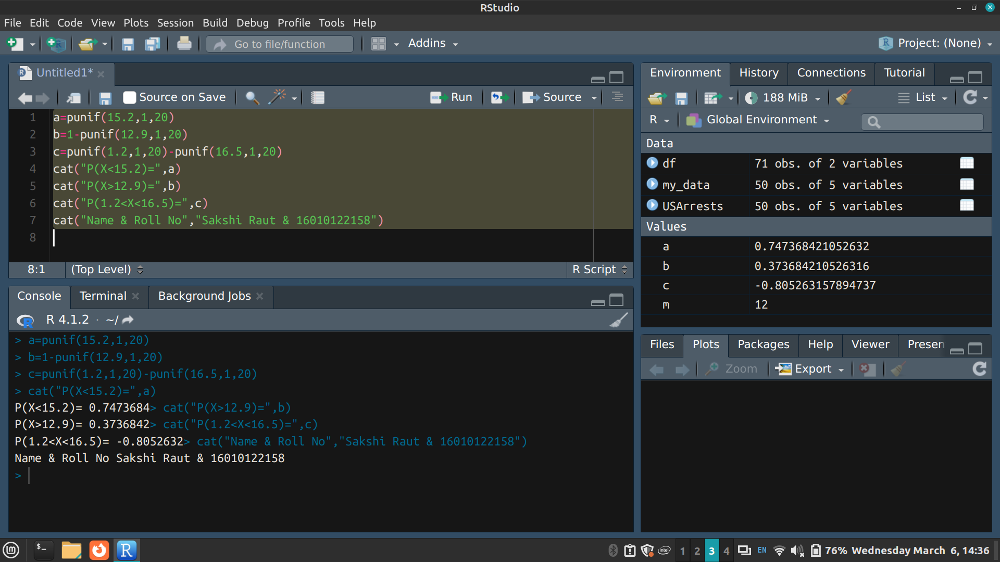 RStudio
File Edit Code View Plots Session Build Debug Profile Tools Help
Go to file/function
Addins
Project: (None)
Untitled1*
Source on Save
Run
Source
1 a=punif(15.2,1,20)
2 b=1-punif(12.9,1,20)
3 c=punif(1.2,1,20)-punif(16.5,1,20)
4 cat("P(X<15.2)=",a)
5 cat("P(X>12.9)=",b)
6 cat("P(1.2<X<16.5)=",c)
7 cat("Name & Roll No","Sakshi Raut & 16010122158")
8
8:1 (Top Level) R Script
Console Terminal Background Jobs
R 4.1.2 · ~/
> a=punif(15.2,1,20)
> b=1-punif(12.9,1,20)
> c=punif(1.2,1,20)-punif(16.5,1,20)
> cat("P(X<15.2)=",a)
P(X<15.2)= 0.7473684> cat("P(X>12.9)=",b)
P(X>12.9)= 0.3736842> cat("P(1.2<X<16.5)=",c)
P(1.2<X<16.5)= -0.8052632> cat("Name & Roll No","Sakshi Raut & 16010122158")
Name & Roll No Sakshi Raut & 16010122158
>
Environment History Connections Tutorial
188 MiB List
R Global Environment
Data
df 71 obs. of 2 variables
my_data 50 obs. of 5 variables
USArrests 50 obs. of 5 variables
Values
a 0.747368421052632
b 0.373684210526316
c -0.805263157894737
m 12
Files Plots Packages Help Viewer Presen
Zoom Export
$_ R intel 1 2 3 4 EN 76% Wednesday March 6, 14:36